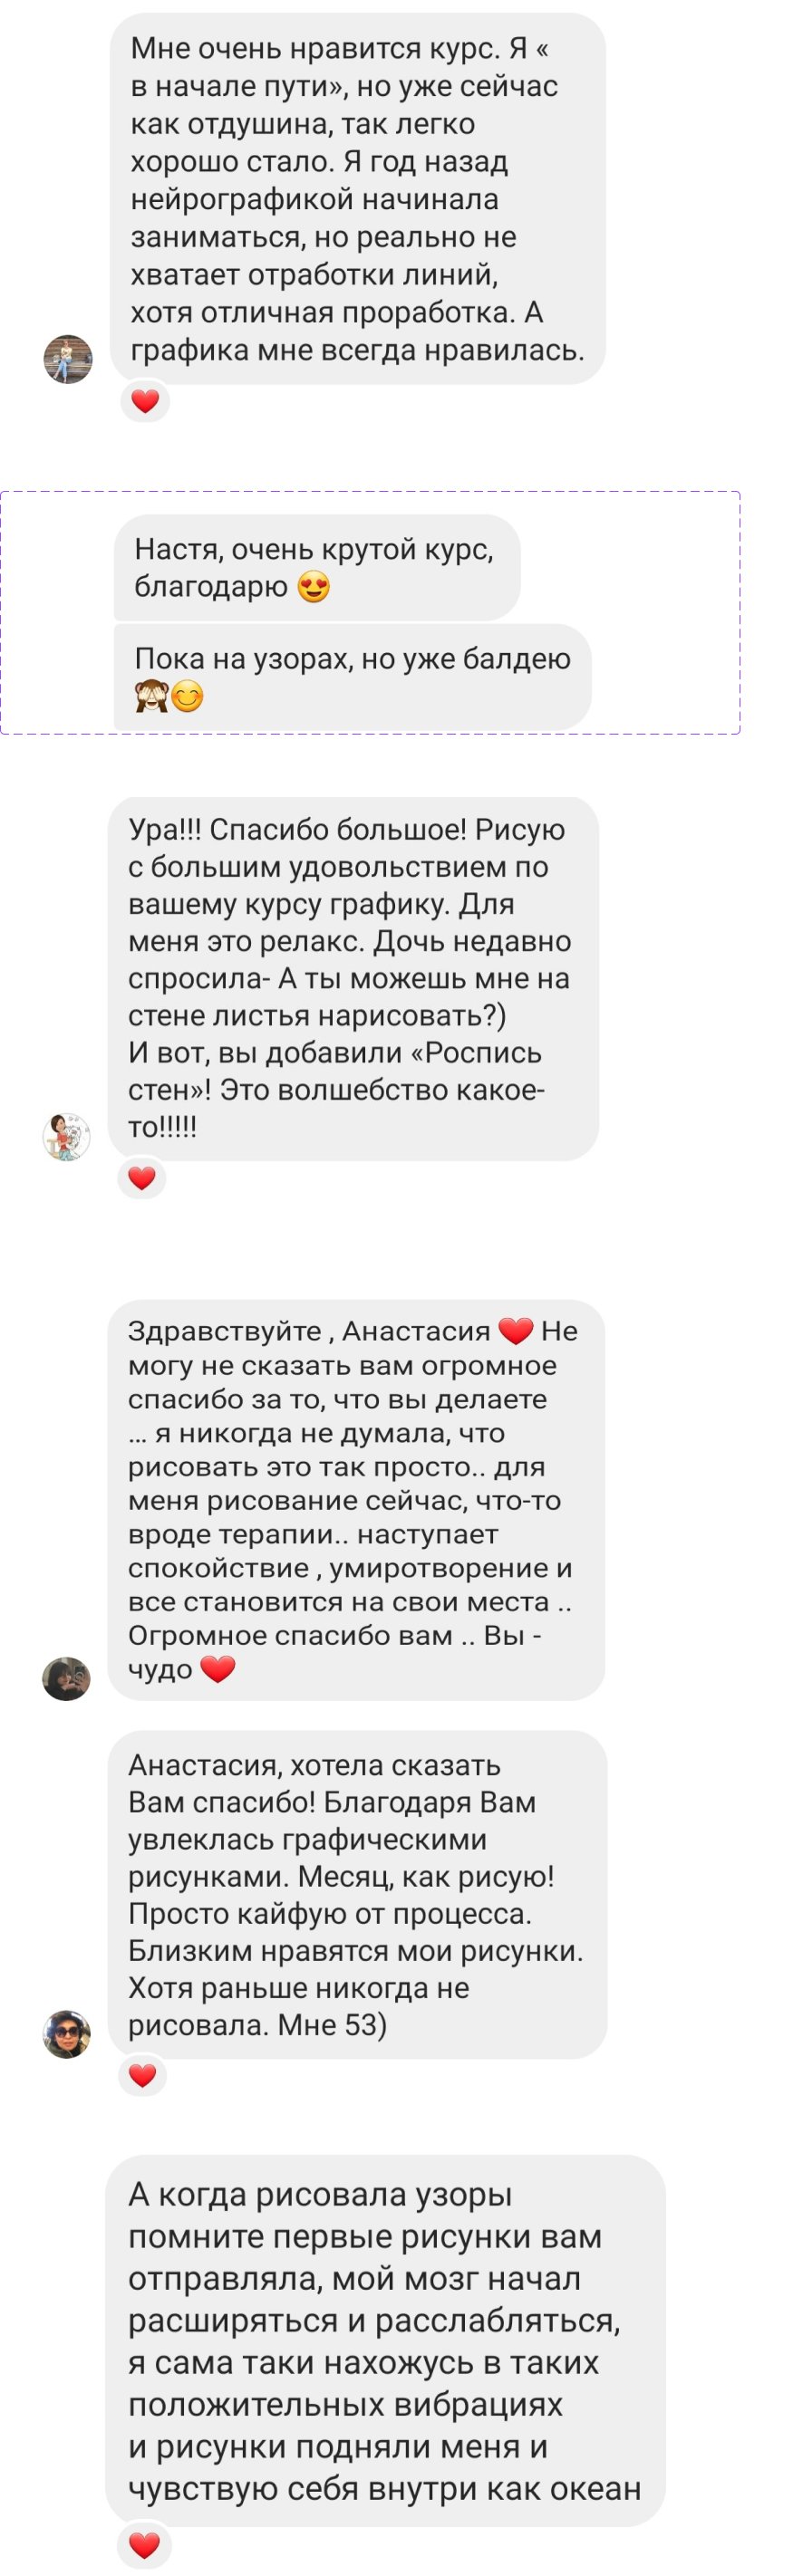 Мне очень нравится курс. Я «
в начале пути», но уже сейчас
как отдушина, так легко
хорошо стало. Я год назад
нейрографикой начинала
заниматься, но реально не
хватает отработки линий,
хотя отличная проработка. А
графика мне всегда нравилась.
Настя, очень крутой курс,
благодарю 😍
Пока на узорах, но уже балдею
🙈😊
Ура!!! Спасибо большое! Рисую
с большим удовольствием по
вашему курсу графику. Для
меня это релакс. Дочь недавно
спросила- А ты можешь мне на
стене листья нарисовать?)
И вот, вы добавили «Роспись
стен»! Это волшебство какое-
то!!!!!
Здравствуйте , Анастасия ❤️ Не
могу не сказать вам огромное
спасибо за то, что вы делаете
... я никогда не думала, что
рисовать это так просто.. для
меня рисование сейчас, что-то
вроде терапии.. наступает
спокойствие , умиротворение и
все становится на свои места ..
Огромное спасибо вам .. Вы -
чудо ❤️
Анастасия, хотела сказать
Вам спасибо! Благодаря Вам
увлеклась графическими
рисунками. Месяц, как рисую!
Просто кайфую от процесса.
Близким нравятся мои рисунки.
Хотя раньше никогда не
рисовала. Мне 53)
А когда рисовала узоры
помните первые рисунки вам
отправляла, мой мозг начал
расширяться и расслабляться,
я сама таки нахожусь в таких
положительных вибрациях
и рисунки подняли меня и
чувствую себя внутри как океан